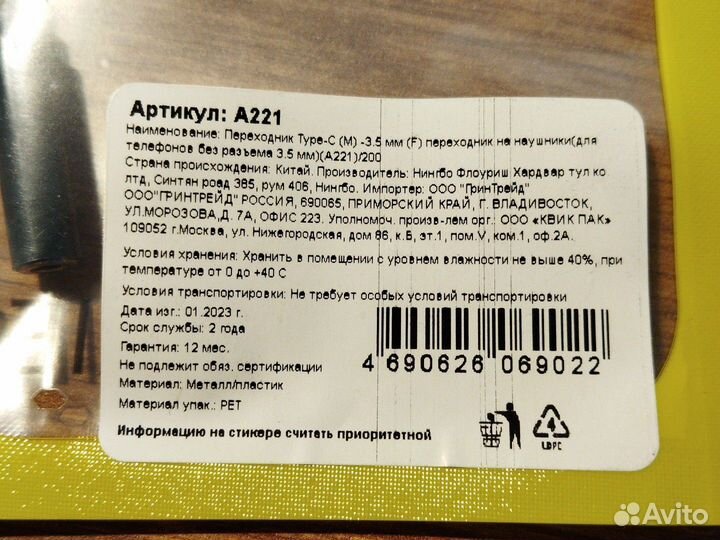 Артикул: A221
Наименование: Переходник Type-C (M) -3.5 мм (F) переходник на наушники(для
телефонов без разъема 3.5 мм)(A221)/200
Страна происхождения: Китай. Производитель: Нингбо Флоуриш Хардвар тул ко
лтд, Синтян роад 385, рум 406, Нингбо. Импортер: ООО "ГринТрейд"
ООО"ГРИНТРЕЙД" РОССИЯ, 690065, ПРИМОРСКИЙ КРАЙ, Г. ВЛАДИВОСТОК,
УЛ.МОРОЗОВА,Д. 7А, ОФИС 223. Уполномоч. произв-лем орг.: ООО «КВИК ПАК»
109052 г.Москва, ул. Нижегородская, дом 86, к.Б, эт.1, пом.V, ком.1, оф.2А.
Условия хранения: Хранить в помещении с уровнем влажности не выше 40%, при
температуре от 0 до +40 С
Условия транспортировки: Не требует особых условий транспортировки
Дата изг.: 01.2023 г.
Срок службы: 2 года
Гарантия: 12 мес.
Не подлежит обяз. сертификации
Материал: Металл/пластик
Материал упак.: PET
4 690626 069022
Информацию на стикере считать приоритетной
4
LDPE
Avito